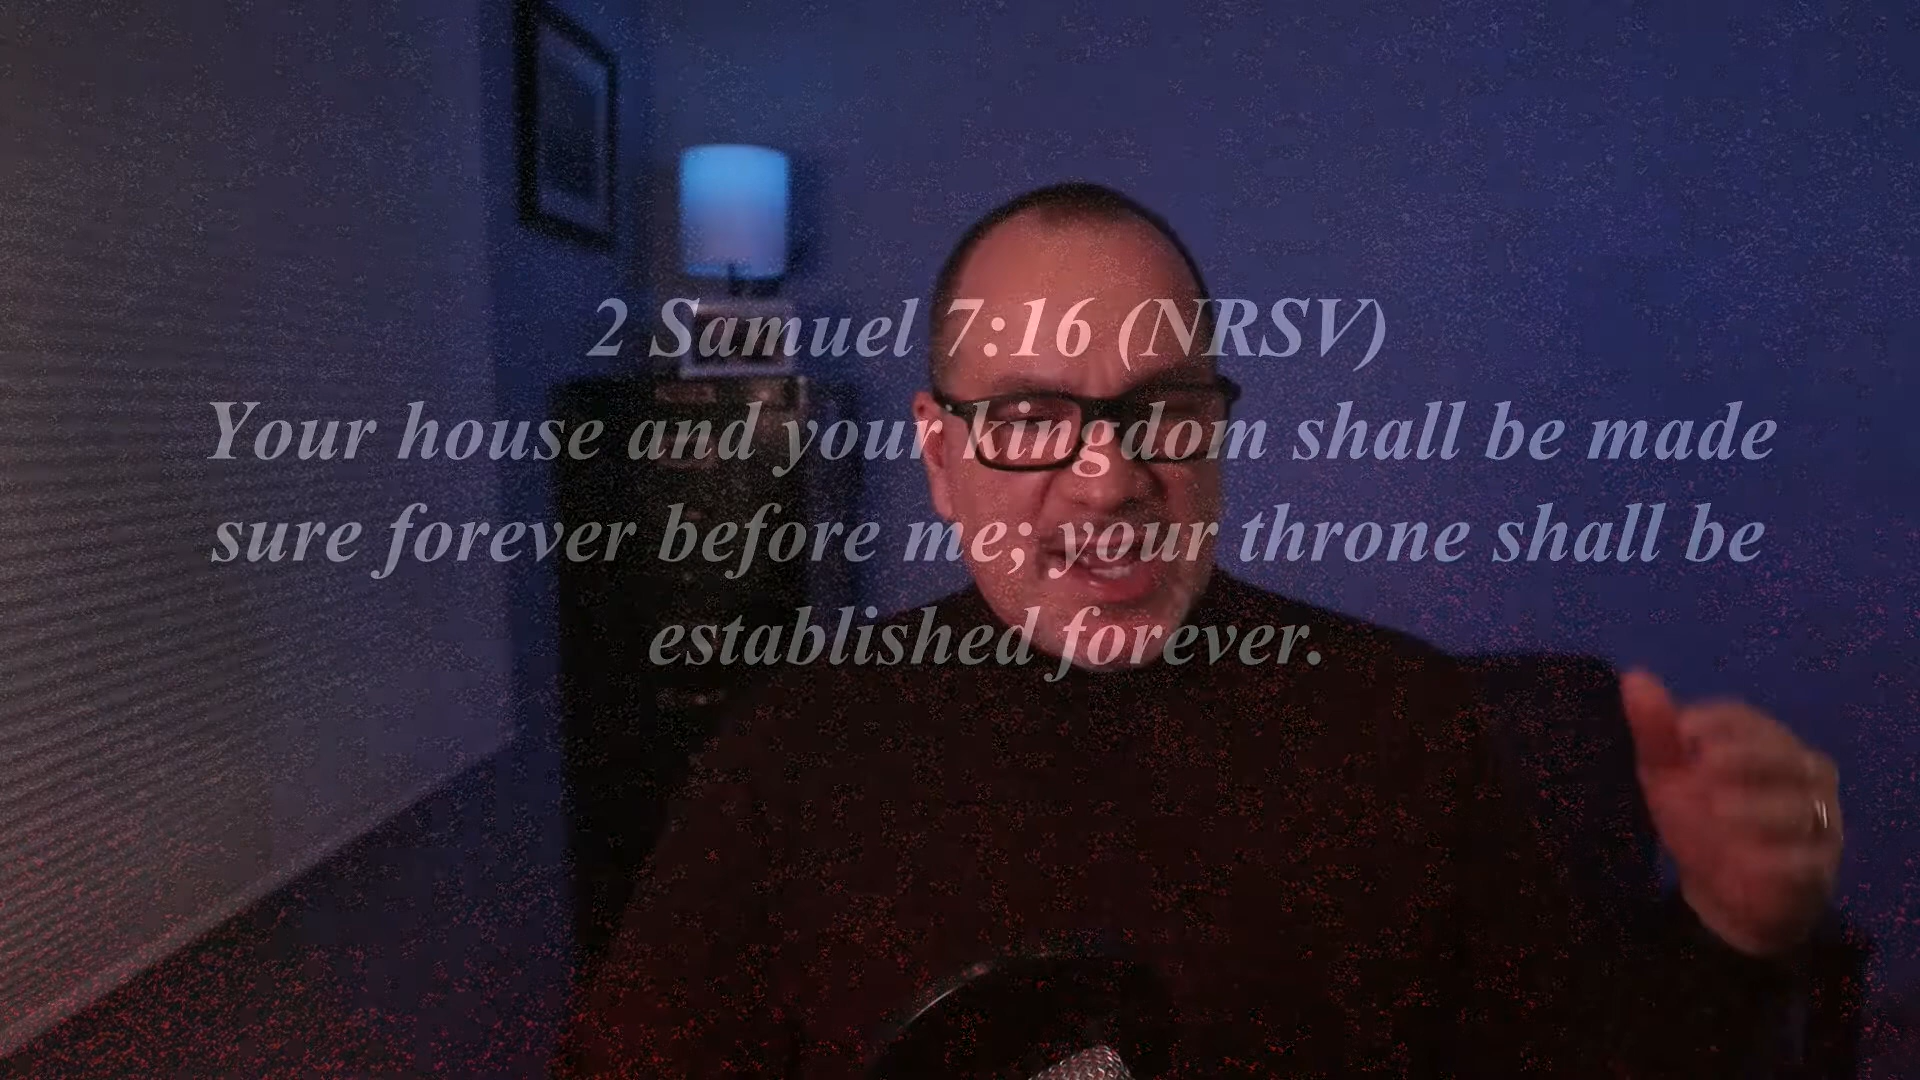 2 Samuel 7:16 (NRSV)
Your house and your kingdom shall be made
sure forever before me; your throne shall be
established forever.